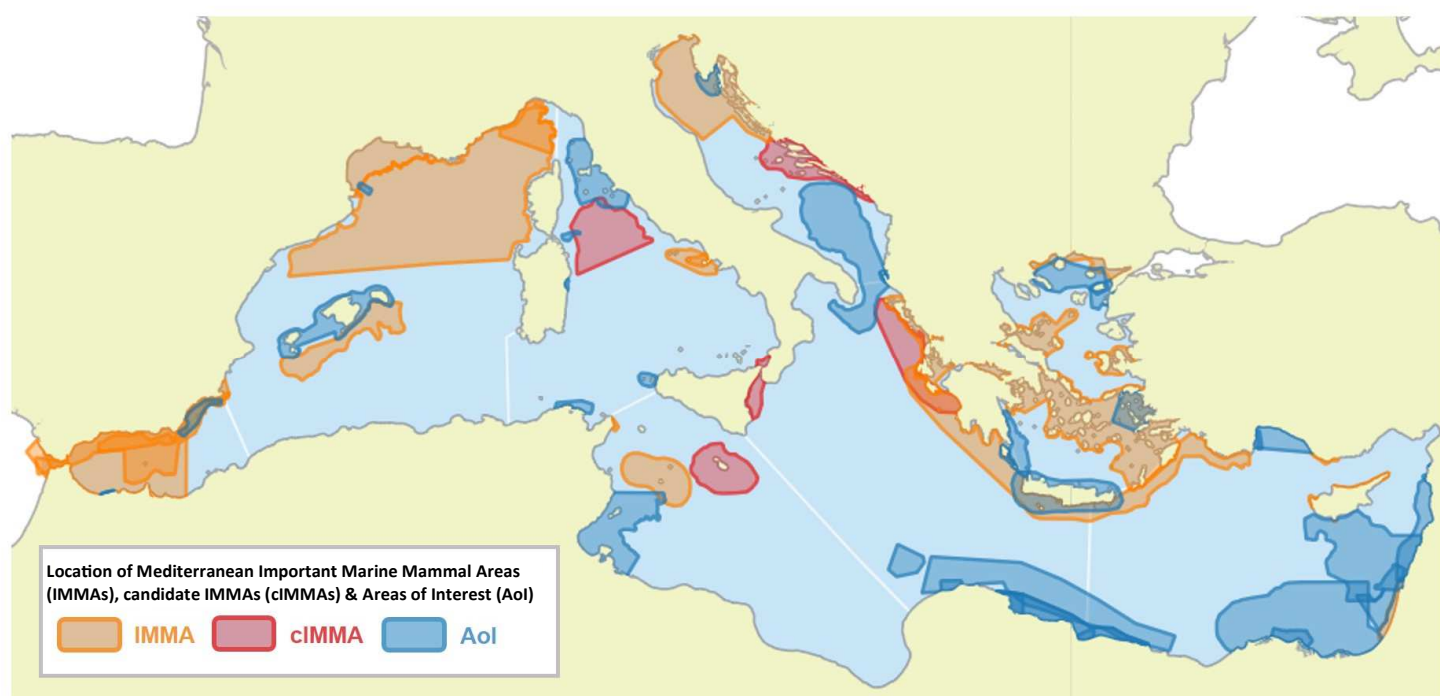 Location of Mediterranean Important Marine Mammal Areas
(IMMAs), candidate IMMAs (cIMMAs) & Areas of Interest (AoI)
IMMA cIMMA AoI